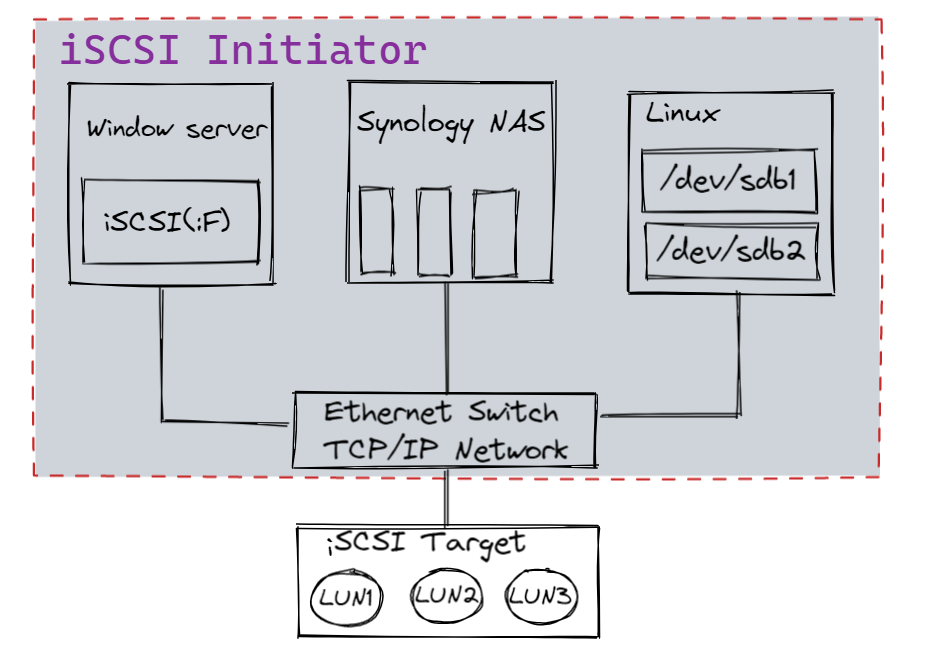 iSCSI Initiator
Window server
iSCSI(:F)
Synology NAS
Linux
/dev/sdb1
/dev/sdb2
Ethernet Switch
TCP/IP Network
iSCSI Target
LUN1
LUN2
LUN3